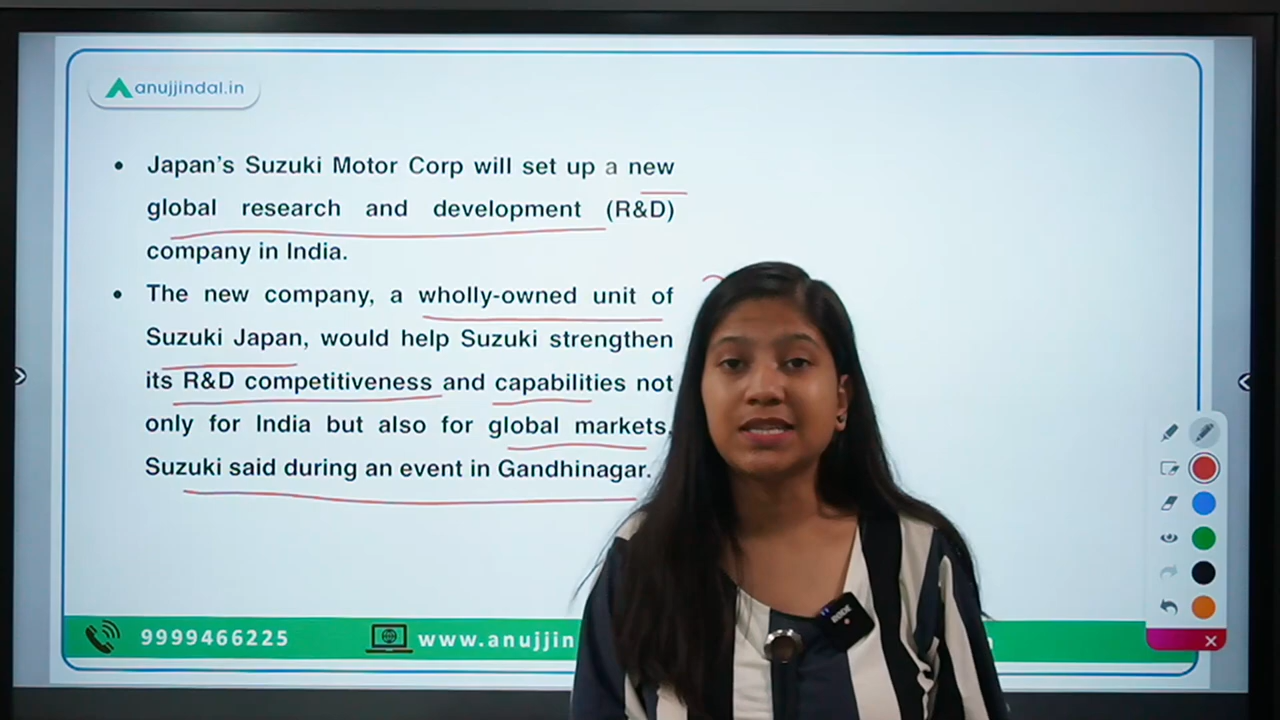 anujjindal.in
• Japan's Suzuki Motor Corp will set up a new
global research and development (R&D)
company in India.
• The new company, a wholly-owned unit of
Suzuki Japan, would help Suzuki strengthen
its R&D competitiveness and capabilities not
only for India but also for global markets,
Suzuki said during an event in Gandhinagar.
RODE
9999466225
www.anujjin